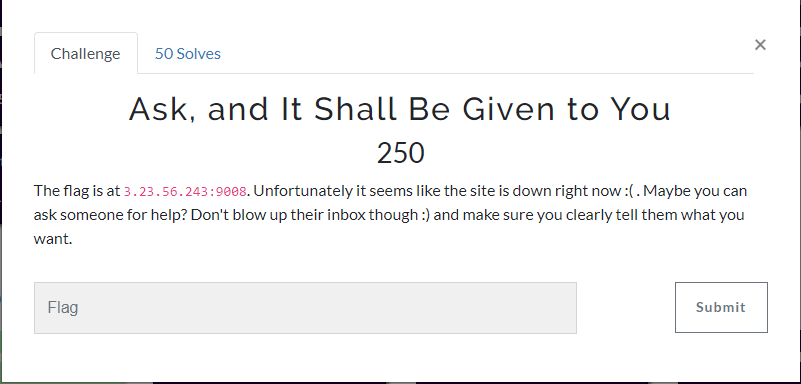 Challenge
50 Solves
×
Ask, and It Shall Be Given to You
250
The flag is at 3.23.56.243:9008. Unfortunately it seems like the site is down right now :( . Maybe you can
ask someone for help? Don't blow up their inbox though :) and make sure you clearly tell them what you
want.
Flag
Submit